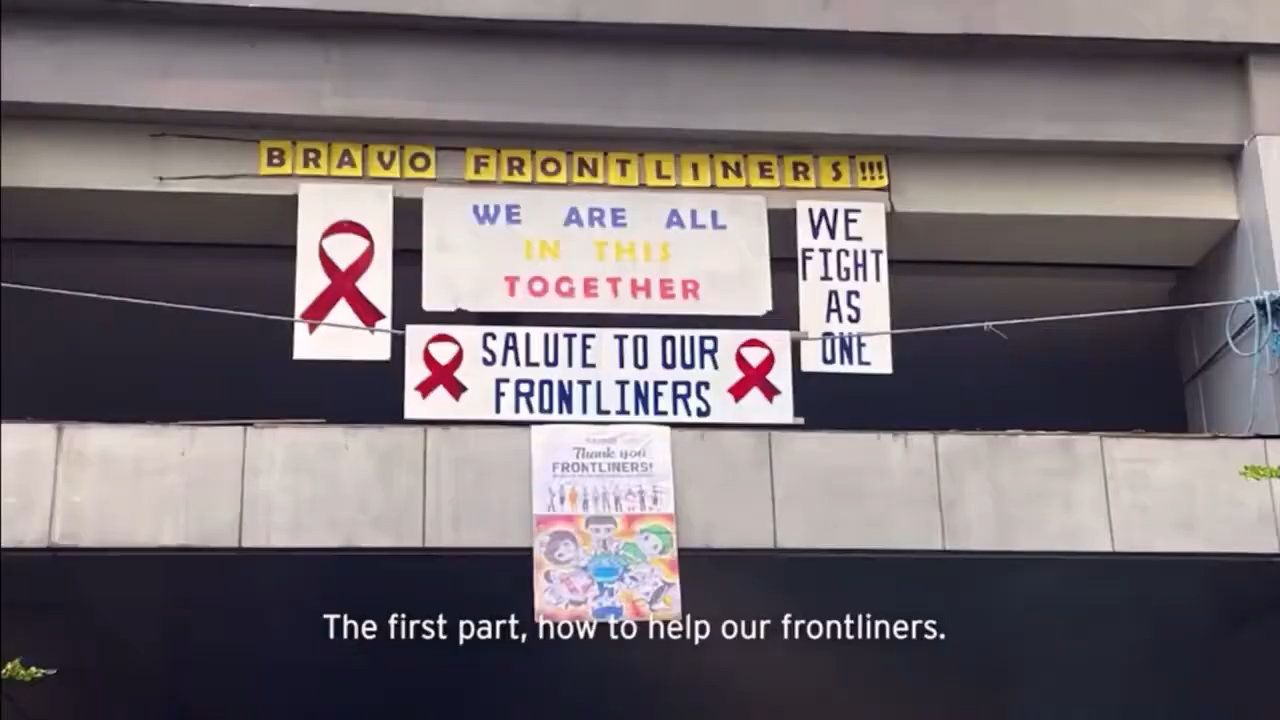 BRAVO FRONTLINERS!!!
WE ARE ALL
IN THIS
TOGETHER
WE
FIGHT
AS
ONE
SALUTE TO OUR
FRONTLINERS
Thank you
FRONTLINERS!
The first part, how to help our frontliners.